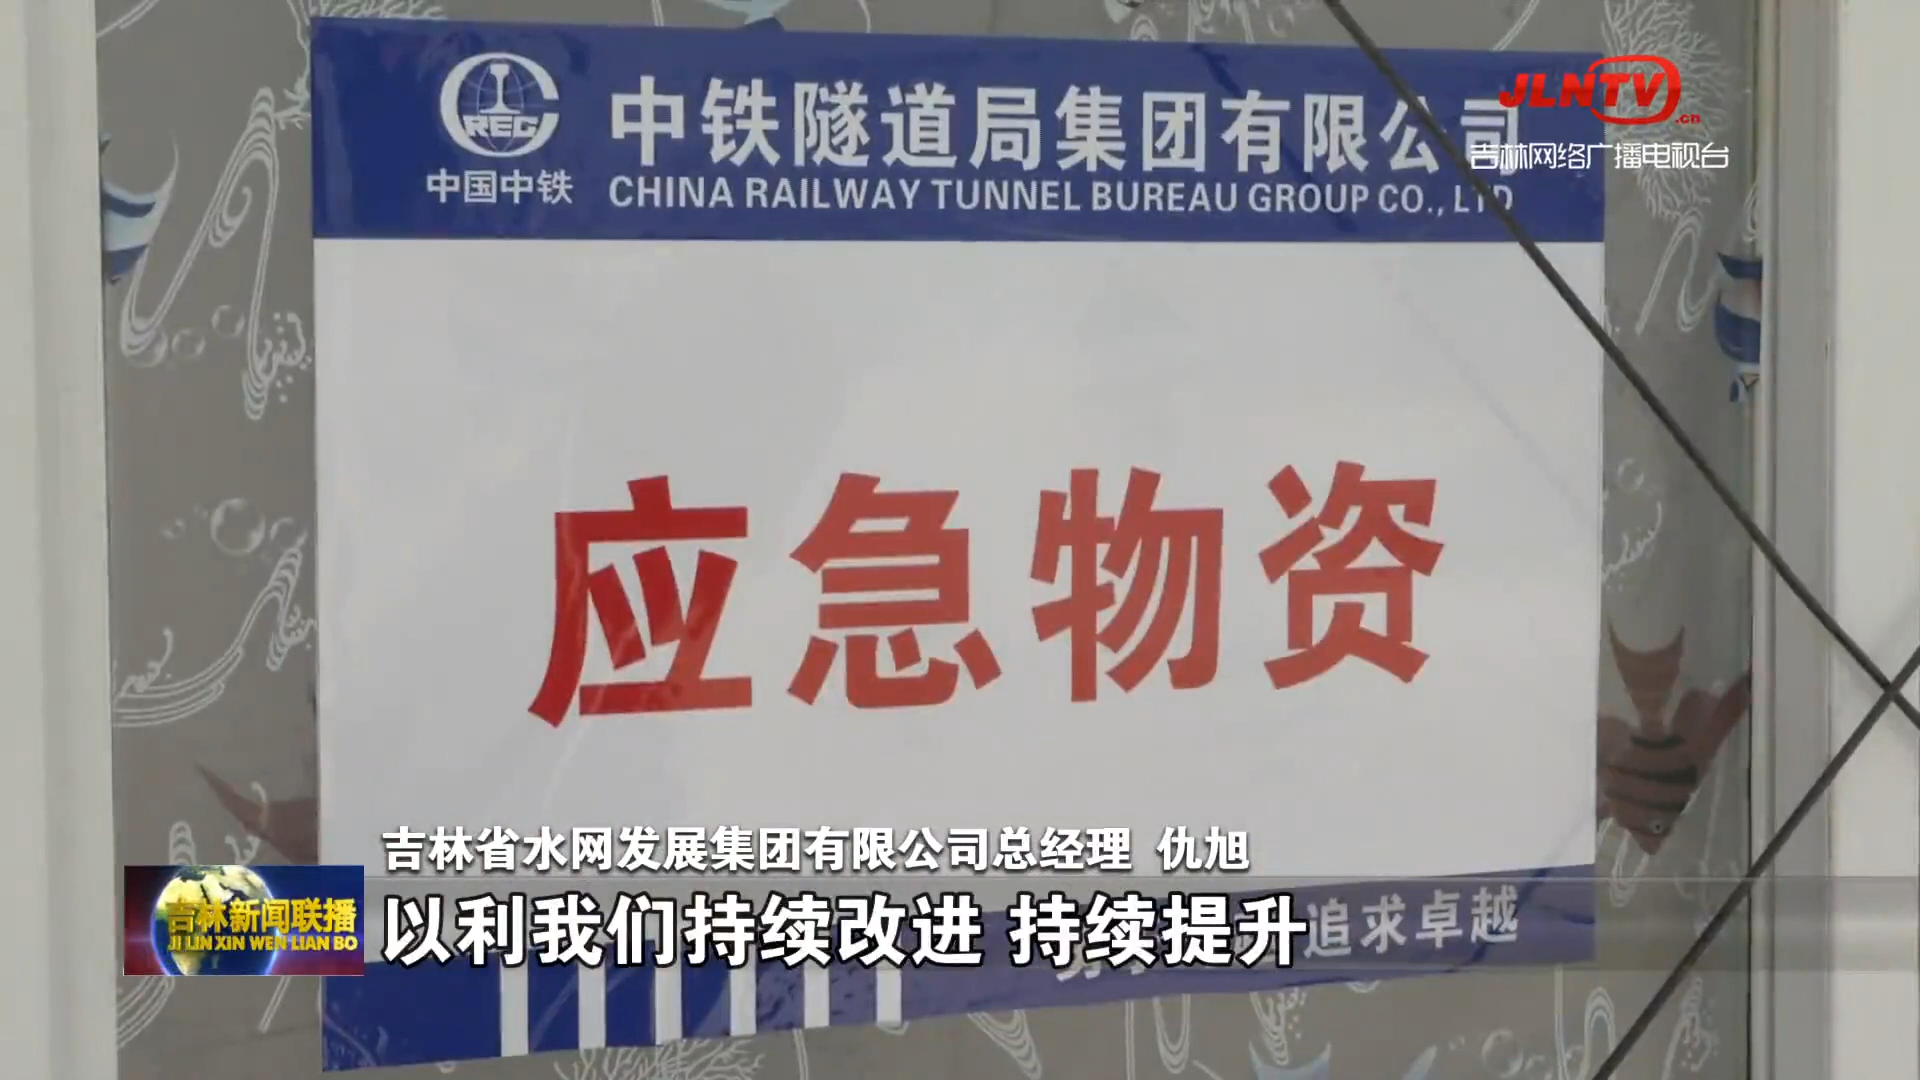 中铁隧道局集团有限公司
CREC
中国中铁
CHINA RAILWAY TUNNEL BUREAU GROUP CO., LTD
JLNTV.cn
吉林网络广播电视台
应急物资
吉林省水网发展集团有限公司总经理 仇旭
吉林新闻联播
JI LIN XIN WEN LIAN BO
以利我们持续改进 持续提升
追求卓越